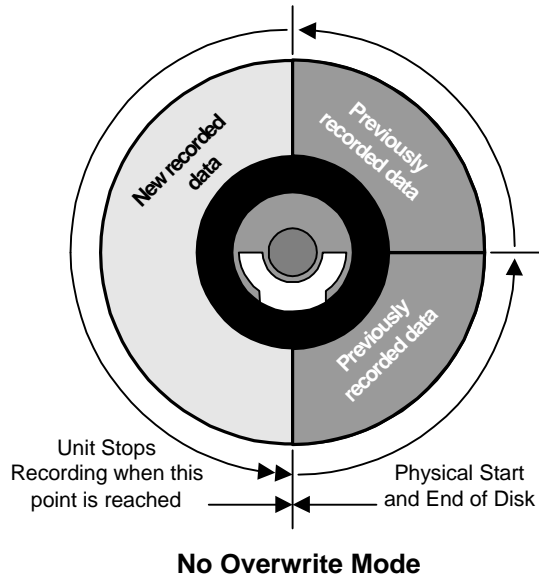 New recorded
data
Previously
recorded data
Previously
recorded data
Unit Stops
Recording when this
point is reached
Physical Start
and End of Disk
No Overwrite Mode